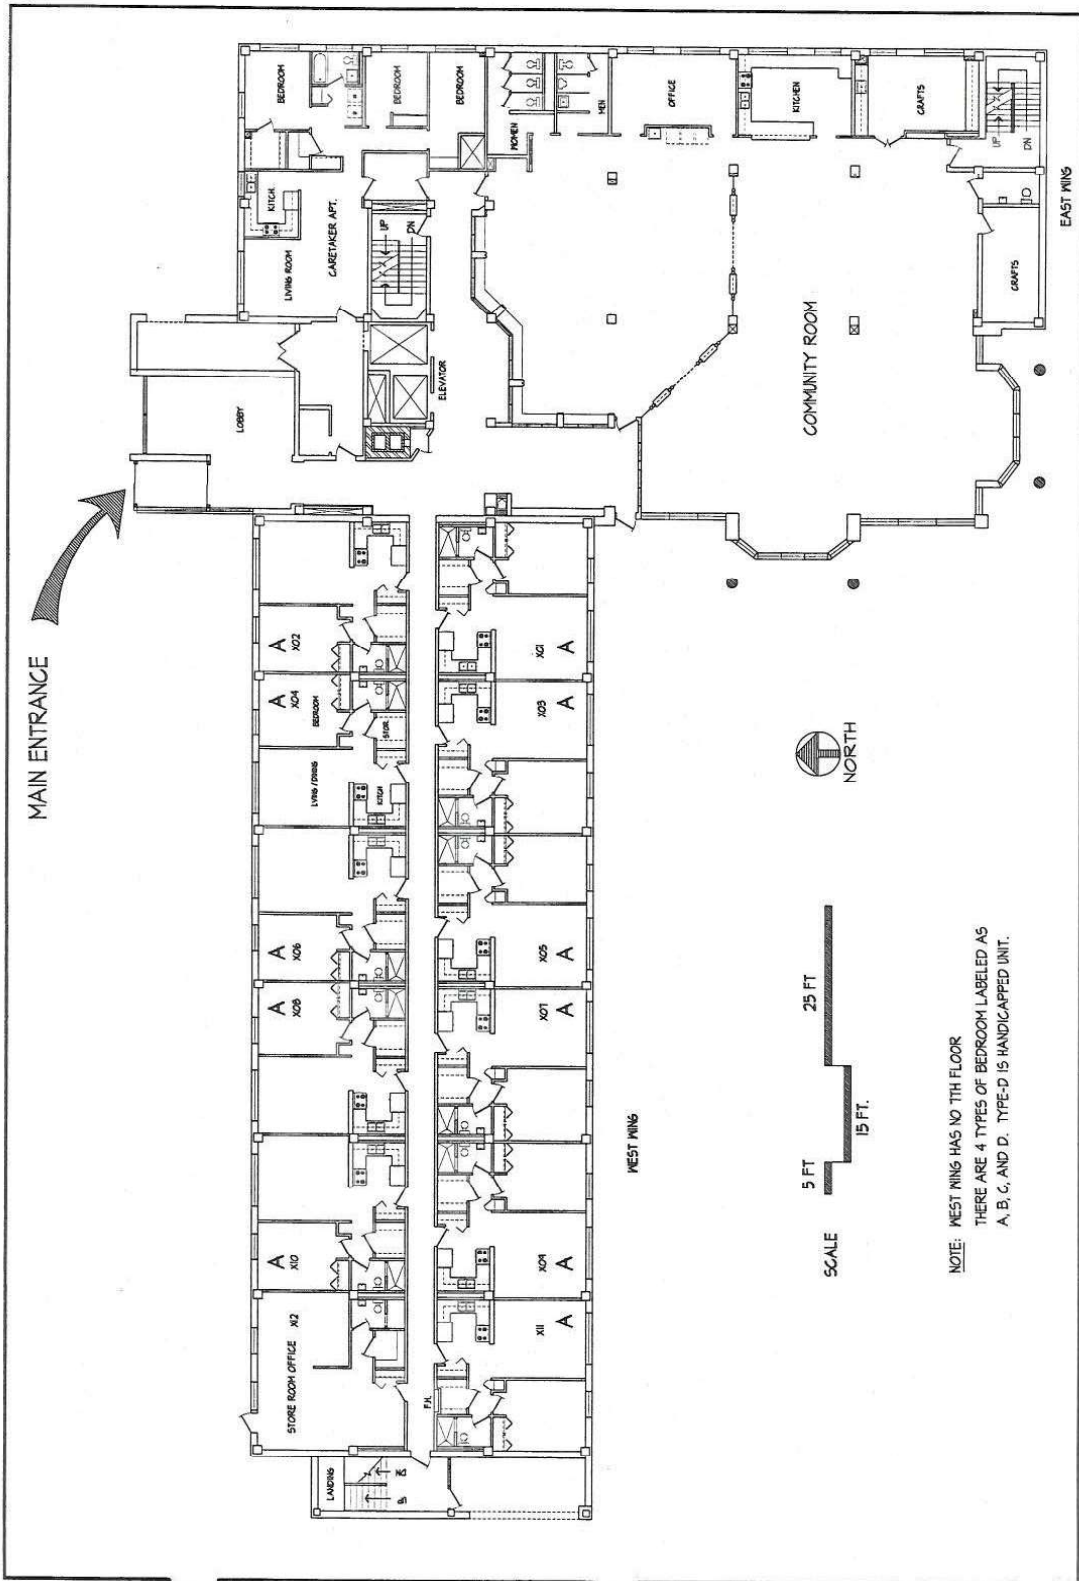 MAIN ENTRANCE
LOBBY
LIVING ROOM
KITCH.
BEDROOM
CARETAKER APT.
BEDROOM
BEDROOM
UP
DN
ELEVATOR
STORE ROOM OFFICE
X12
A
X10
A
X08
A
X06
LIVING/DINING
A
X04
BEDROOM
A
X02
KITCH
STOR.
LANDING
UP
DN
F.H.
X11
A
X09
A
X07
A
X05
A
X03
A
X01
A
WOMEN
MEN
OFFICE
KITCHEN
CRAFTS
UP
DN
CRAFTS
COMMUNITY ROOM
WEST WING
EAST WING
NORTH
SCALE
5 FT
15 FT.
25 FT
NOTE: WEST WING HAS NO 7TH FLOOR
THERE ARE 4 TYPES OF BEDROOM LABELED AS
A, B, C, AND D. TYPE-D IS HANDICAPPED UNIT.